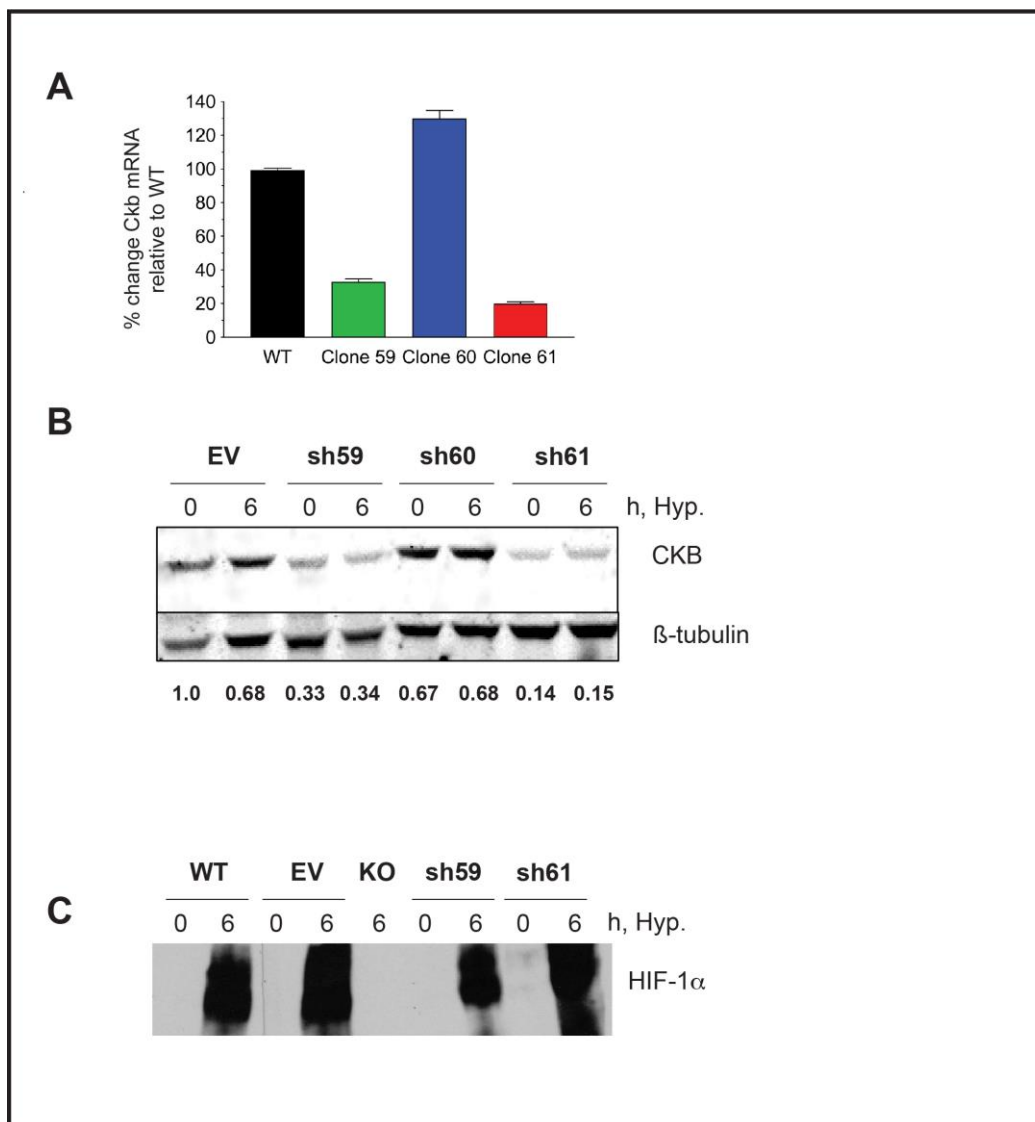 A
% change Ckb mRNA
relative to WT
140
120
100
80
60
40
20
0
WT Clone 59 Clone 60 Clone 61
B
EV sh59 sh60 sh61
0 6 0 6 0 6 0 6 h, Hyp.
CKB
ß-tubulin
1.0 0.68 0.33 0.34 0.67 0.68 0.14 0.15
WT EV KO sh59 sh61
C
0 6 0 6 6 0 6 0 6 h, Hyp.
HIF-1α